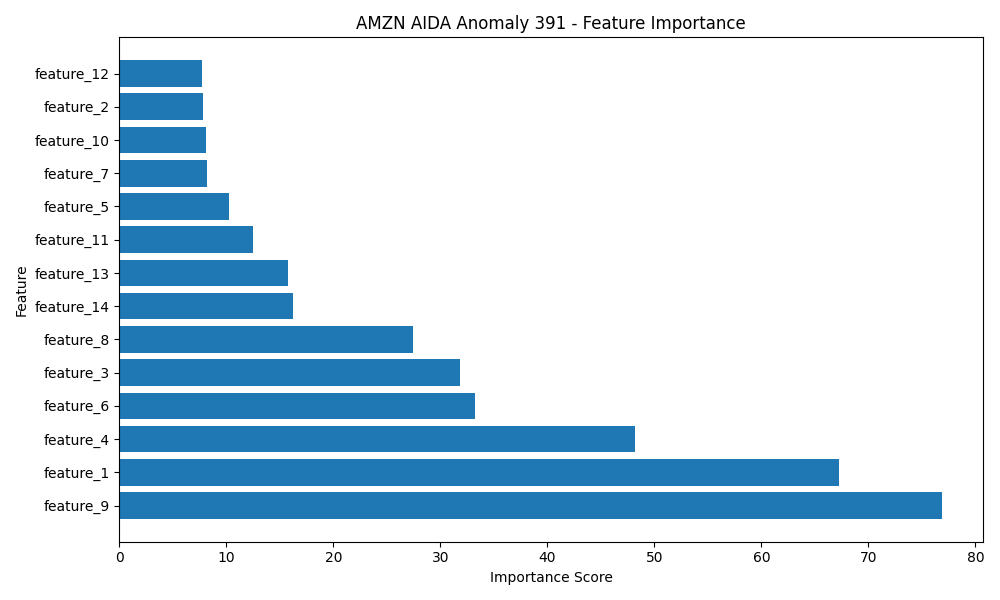 AMZN AIDA Anomaly 391 - Feature Importance
feature_12
feature_2
feature_10
feature_7
feature_5
feature_11
feature_13
feature_14
feature_8
feature_3
feature_6
feature_4
feature_1
feature_9
Feature
0 10 20 30 40 50 60 70 80
Importance Score